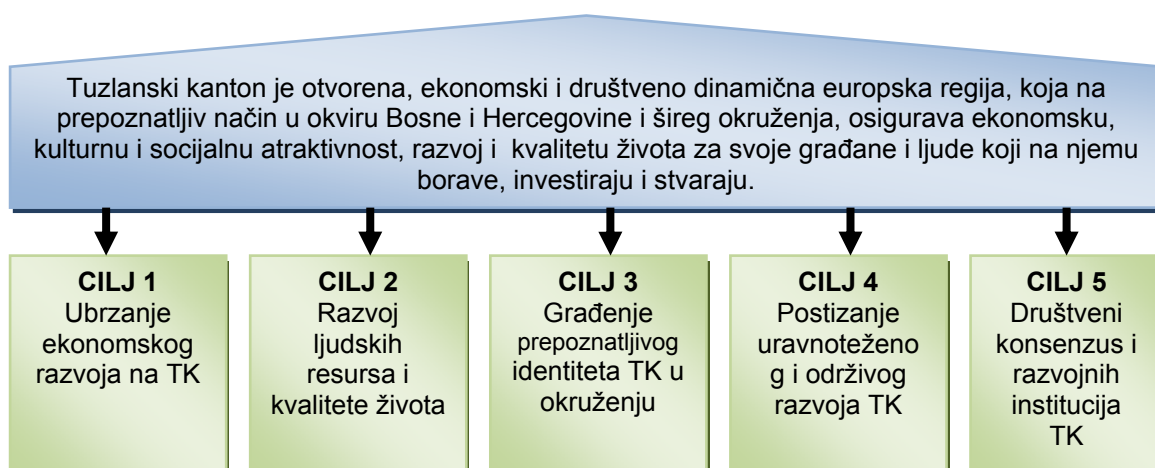 Tuzlanski kanton je otvorena, ekonomski i društveno dinamična europska regija, koja na
prepoznatljiv način u okviru Bosne i Hercegovine i šireg okruženja, osigurava ekonomsku,
kulturnu i socijalnu atraktivnost, razvoj i kvalitetu života za svoje građane i ljude koji na njemu
borave, investiraju i stvaraju.
CILJ 1
Ubrzanje
ekonomskog
razvoja na TK
CILJ 2
Razvoj
ljudskih
resursa i
kvalitete života
CILJ 3
Građenje
prepoznatljivog
identiteta TK u
okruženju
CILJ 4
Postizanje
uravnoteženo
g i održivog
razvoja TK
CILJ 5
Društveni
konsenzus i
razvojnih
institucija
TK